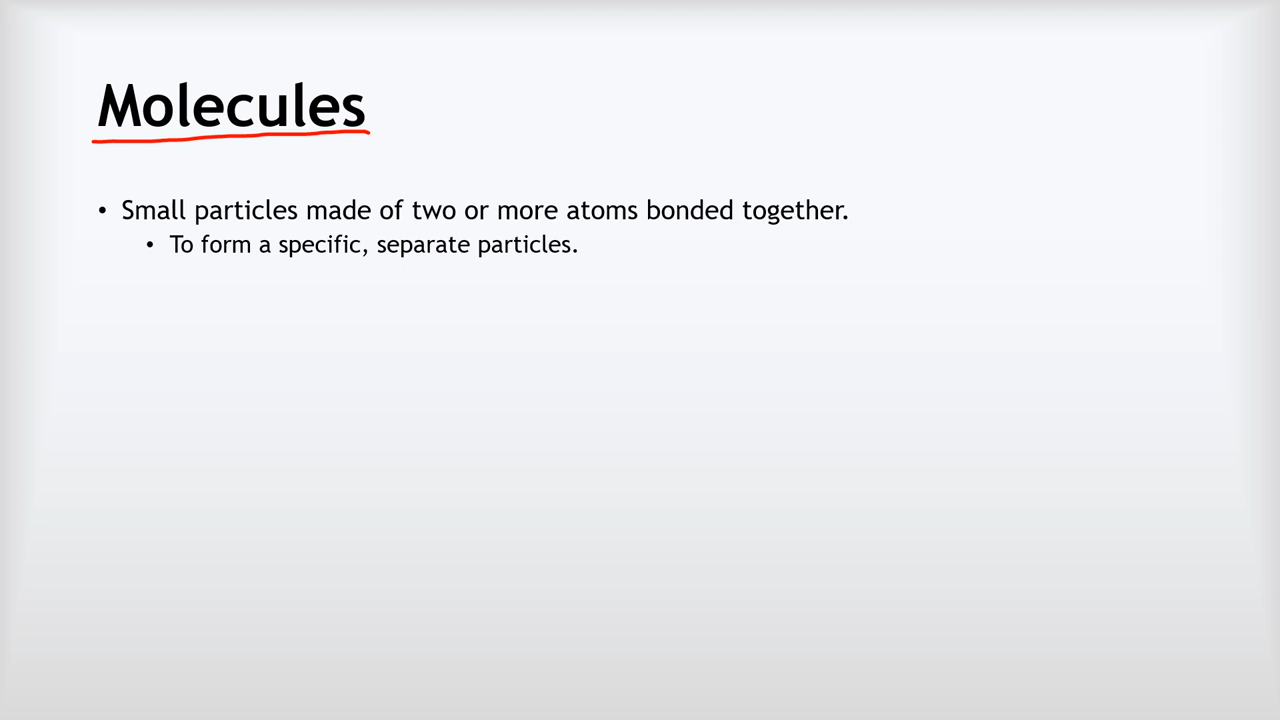 Molecules
• Small particles made of two or more atoms bonded together.
• To form a specific, separate particles.